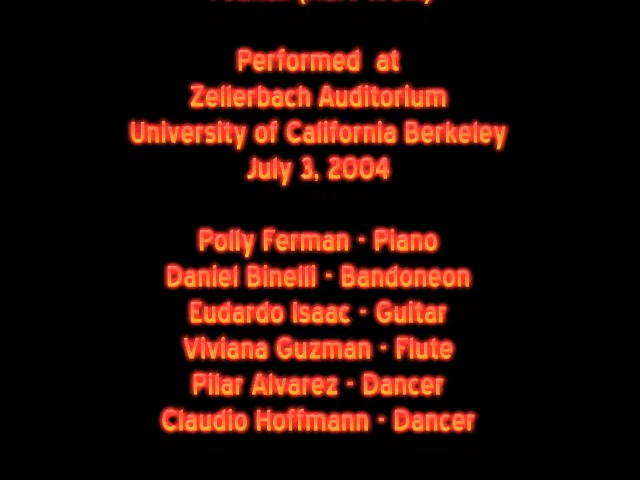 Performed at
Zellerbach Auditorium
University of California Berkeley
July 3, 2004
Polly Ferman - Piano
Daniel Binelli - Bandoneon
Eudardo Isaac - Guitar
Viviana Guzman - Flute
Pilar Alvarez - Dancer
Claudio Hoffmann - Dancer